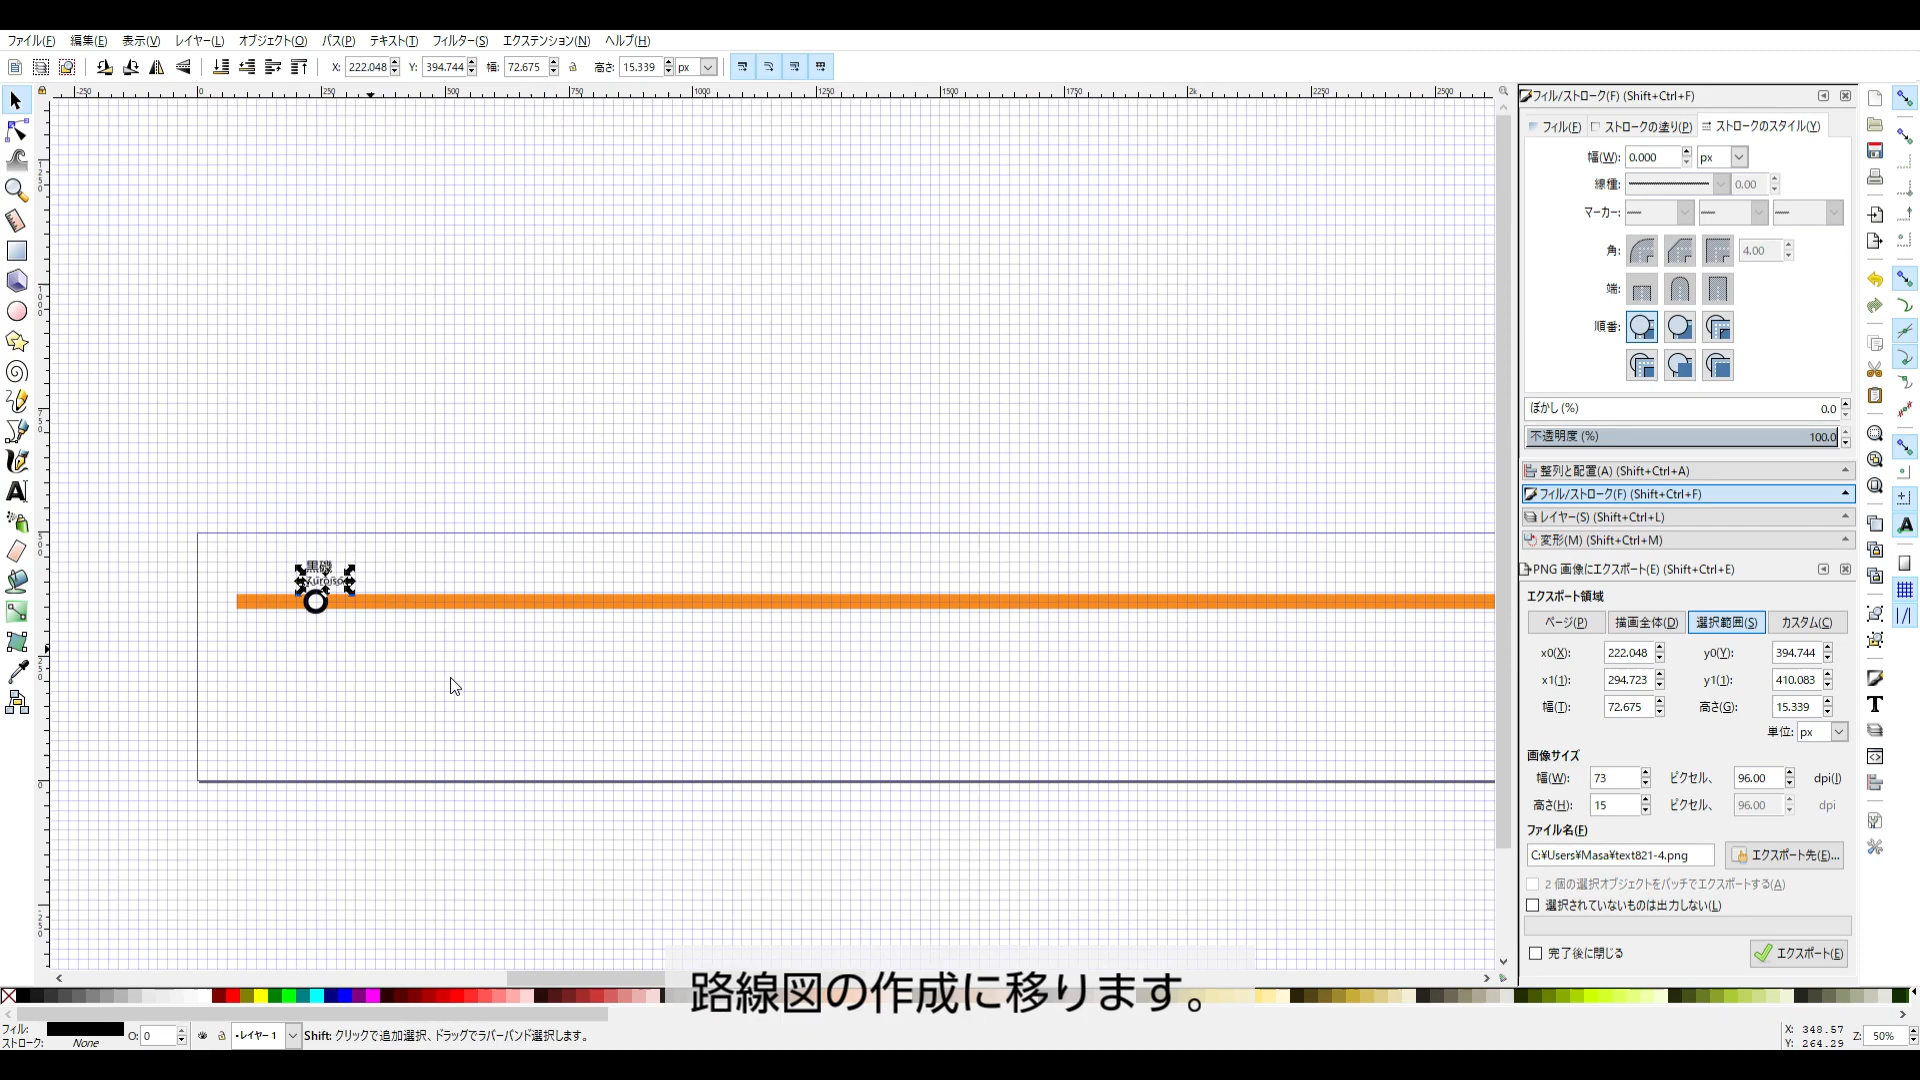 ファイル(F) 編集(E) 表示(V) レイヤー(L) オブジェクト(O) パス(P) テキスト(T) フィルター(S) エクステンション(N) ヘルプ(H)
X: 222.048 Y: 394.744 幅: 72.675 高さ: 15.339 px
-250 0 250 500 750 1000 1250 1500 1750 2k 2250 2500
フィル/ストローク(F) (Shift+Ctrl+F)
フィル(F) ストロークの塗り(P) ストロークのスタイル(Y)
幅(W): 0.000 px
線種: 0.00
マーカー:
角: 4.00
端:
順番:
ぼかし (%) 0.0
不透明度 (%) 100.0
整列と配置(A) (Shift+Ctrl+A)
フィル/ストローク(F) (Shift+Ctrl+F)
レイヤー(S) (Shift+Ctrl+L)
変形(M) (Shift+Ctrl+M)
黒磯
Kuroiso
PNG 画像にエクスポート(E) (Shift+Ctrl+E)
エクスポート領域
ページ(P) 描画全体(D) 選択範囲(S) カスタム(C)
x0(X): 222.048 y0(Y): 394.744
x1(1): 294.723 y1(1): 410.083
幅(T): 72.675 高さ(G): 15.339
単位: px
画像サイズ
幅(W): 73 ピクセル、 96.00 dpi(I)
高さ(H): 15 ピクセル、 96.00 dpi
ファイル名(F)
C:¥Users¥Masa¥text821-4.png エクスポート先(E)...
2 個の選択オブジェクトをバッチでエクスポートする(A)
選択されていないものは出力しない(L)
完了後に閉じる エクスポート(E)
路線図の作成に移ります。
フィル:
ストローク: None
O: 0 •レイヤー 1 Shift: クリックで追加選択、ドラッグでラバーバンド選択します。
X: 348.57
Y: 264.29
Z: 50%